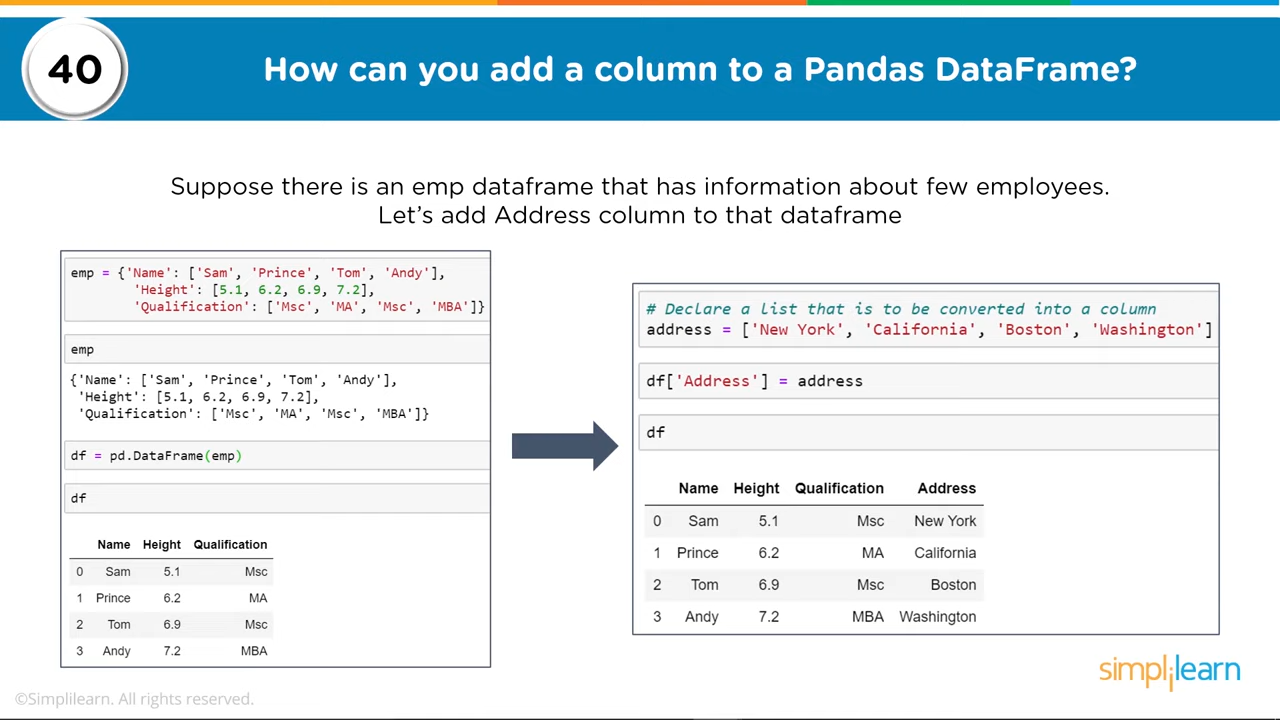 40
How can you add a column to a Pandas DataFrame?
Suppose there is an emp dataframe that has information about few employees.
Let's add Address column to that dataframe
emp = {'Name': ['Sam', 'Prince', 'Tom', 'Andy'],
'Height': [5.1, 6.2, 6.9, 7.2],
'Qualification': ['Msc', 'MA', 'Msc', 'MBA']}
emp
{'Name': ['Sam', 'Prince', 'Tom', 'Andy'],
'Height': [5.1, 6.2, 6.9, 7.2],
'Qualification': ['Msc', 'MA', 'Msc', 'MBA']}
df = pd.DataFrame(emp)
df
Name Height Qualification
0 Sam 5.1 Msc
1 Prince 6.2 MA
2 Tom 6.9 Msc
3 Andy 7.2 MBA
# Declare a list that is to be converted into a column
address = ['New York', 'California', 'Boston', 'Washington']
df['Address'] = address
df
Name Height Qualification Address
0 Sam 5.1 Msc New York
1 Prince 6.2 MA California
2 Tom 6.9 Msc Boston
3 Andy 7.2 MBA Washington
simplilearn
©Simplilearn. All rights reserved.